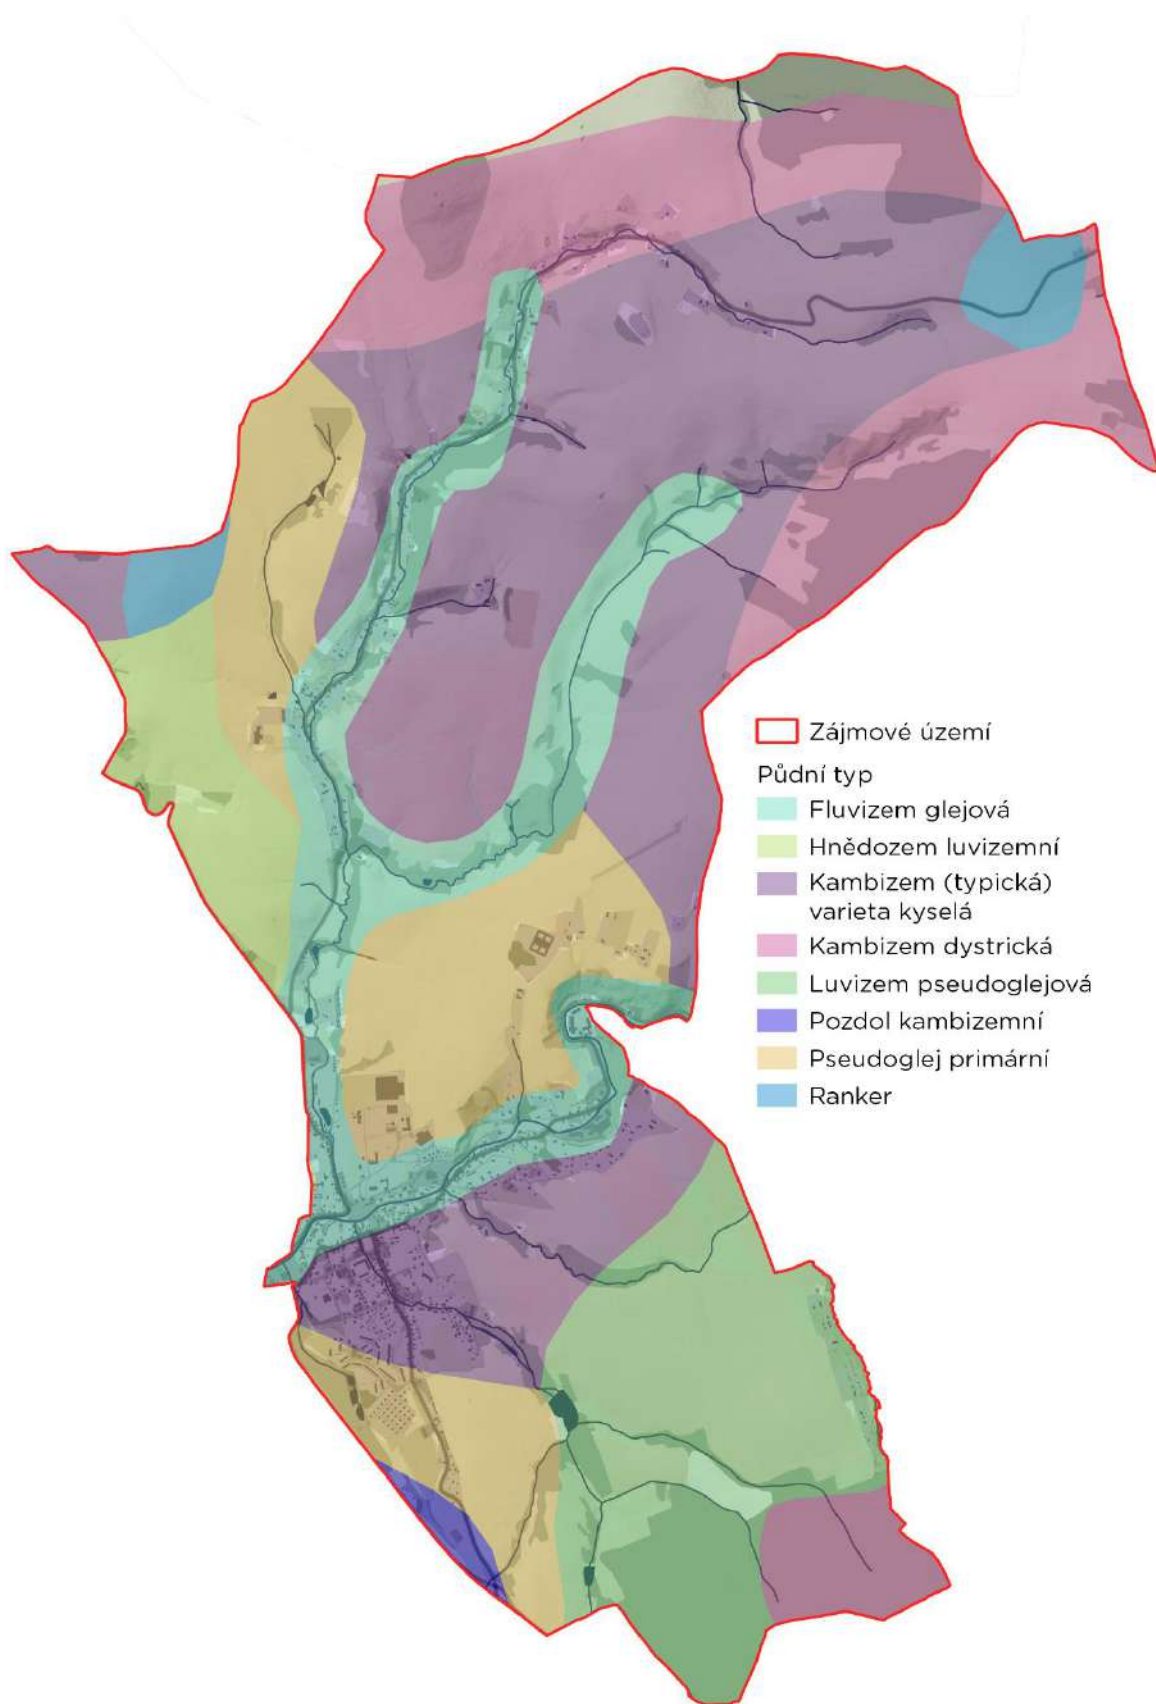 Zájmové území
Půdní typ
Fluvizem glejová
Hnědozem luvizemní
Kambizem (typická)
varieta kyselá
Kambizem dystrická
Luvizem pseudoglejová
Pozdol kambizemní
Pseudoglej primární
Ranker